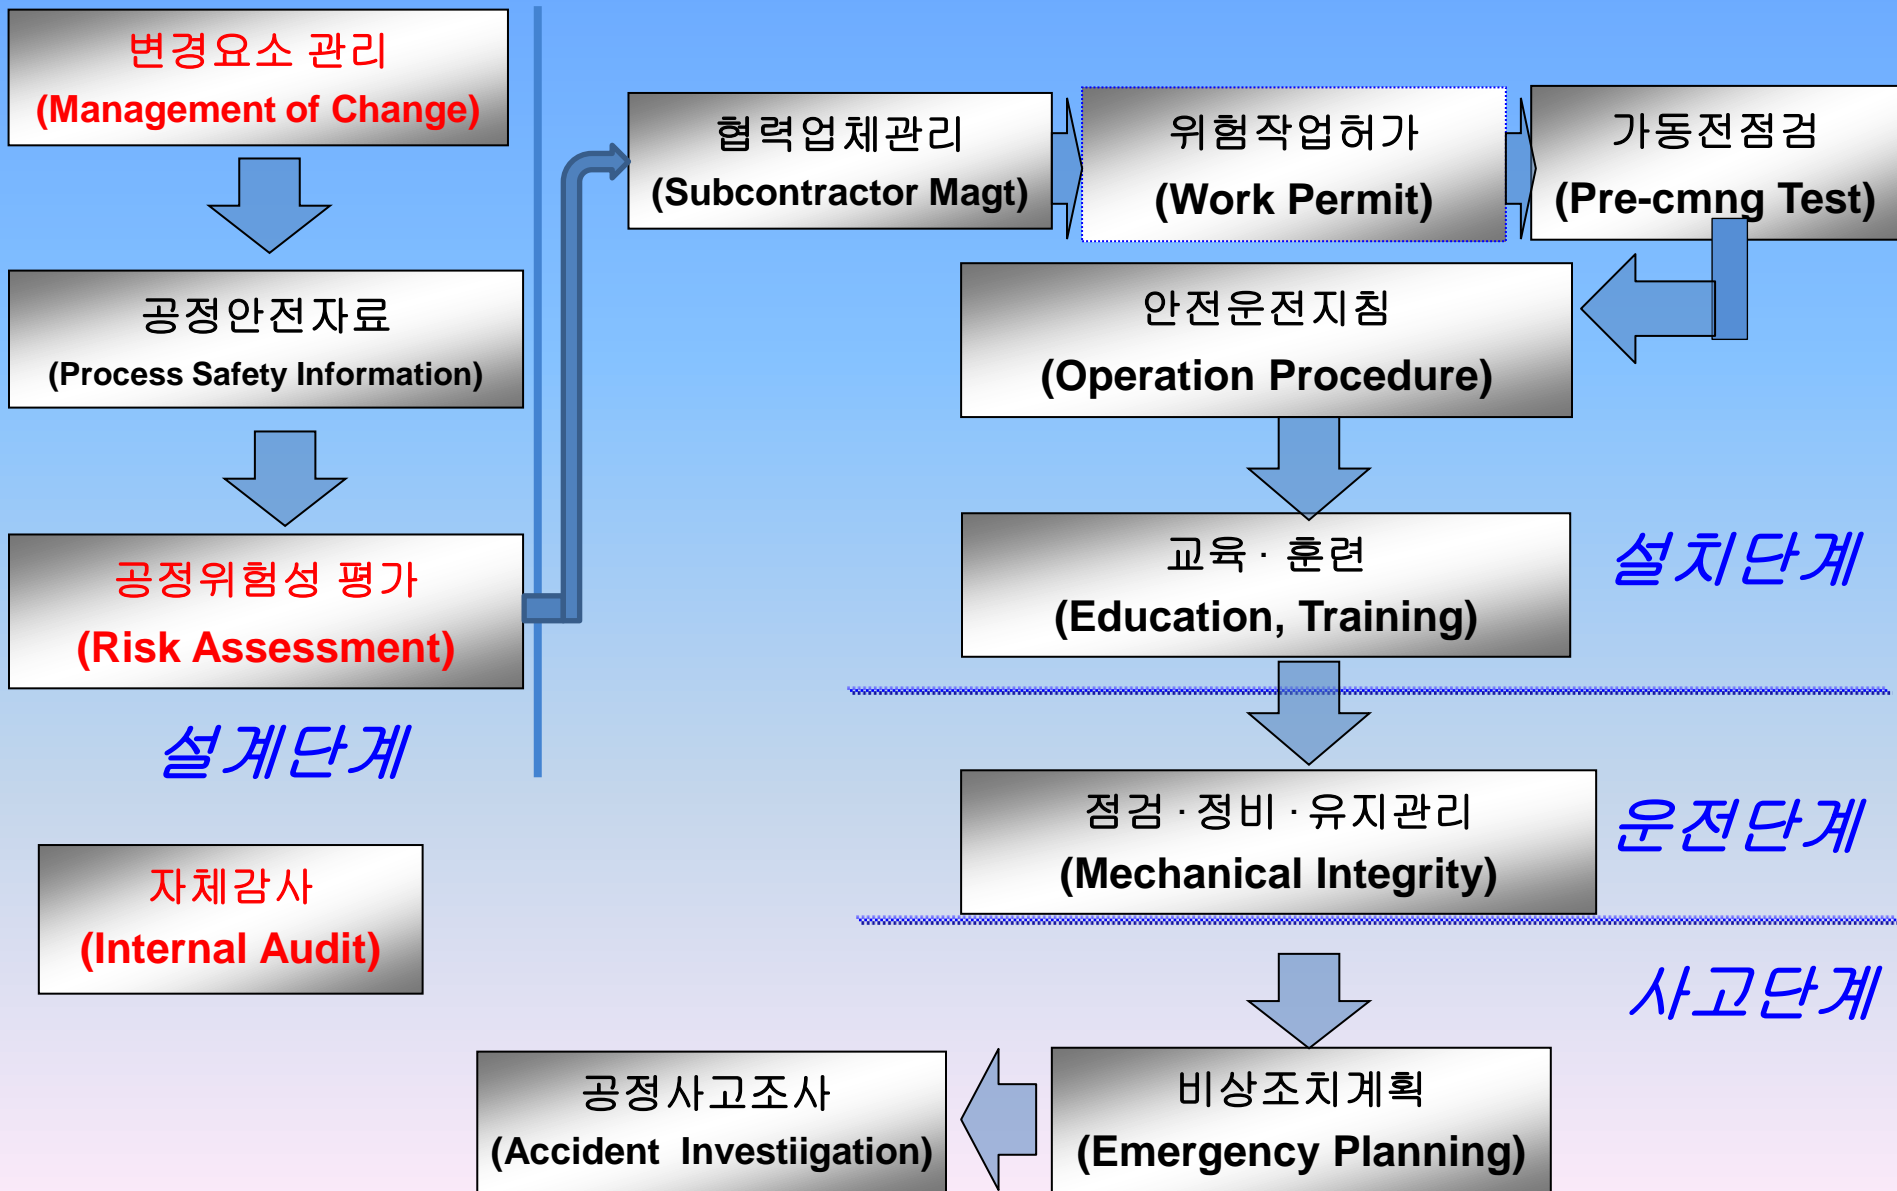 변경요소 관리
(Management of Change)
공정안전자료
(Process Safety Information)
공정위험성 평가
(Risk Assessment)
설계단계
자체감사
(Internal Audit)
협력업체관리
(Subcontractor Magt)
위험작업허가
(Work Permit)
가동전점검
(Pre-cmng Test)
안전운전지침
(Operation Procedure)
교육 · 훈련
(Education, Training)
설치단계
점검 · 정비 · 유지관리
(Mechanical Integrity)
운전단계
사고단계
비상조치계획
(Emergency Planning)
공정사고조사
(Accident Investiigation)